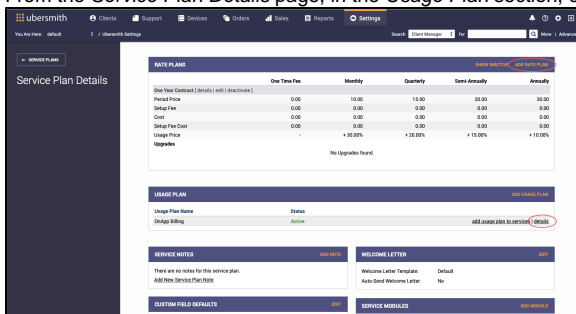 From the Service Plan Details page, in the Usage Plan section,
ubersmith Clients Support Devices Orders Sales Reports Settings
You Are Here: default / Ubersmith Settings Search Client Manager for More | Advance
← SERVICE PLANS
Service Plan Details
RATE PLANS SHOW INACTIVE ADD RATE PLAN
One Time Fee Monthly Quarterly Semi-Annually Annually
One Year Contract [ details | edit | deactivate ]
Period Price 0.00 10.00 15.00 20.00 30.00
Setup Fee 0.00 0.00 0.00 0.00 0.00
Cost 0.00 0.00 0.00 0.00 0.00
Setup Fee Cost 0.00 0.00 0.00 0.00 0.00
Usage Price - + 30.00% + 20.00% + 15.00% + 10.00%
Upgrades
No Upgrades found
USAGE PLAN ADD USAGE PLAN
Usage Plan Name Status
OnApp Billing Active add usage plan to services | details
SERVICE NOTES ADD NOTE
There are no notes for this service plan.
Add New Service Plan Note
WELCOME LETTER EDIT
Welcome Letter Template: Default
Auto-Send Welcome Letter: No
CUSTOM FIELD DEFAULTS EDIT
SERVICE MODULES ADD MODULE